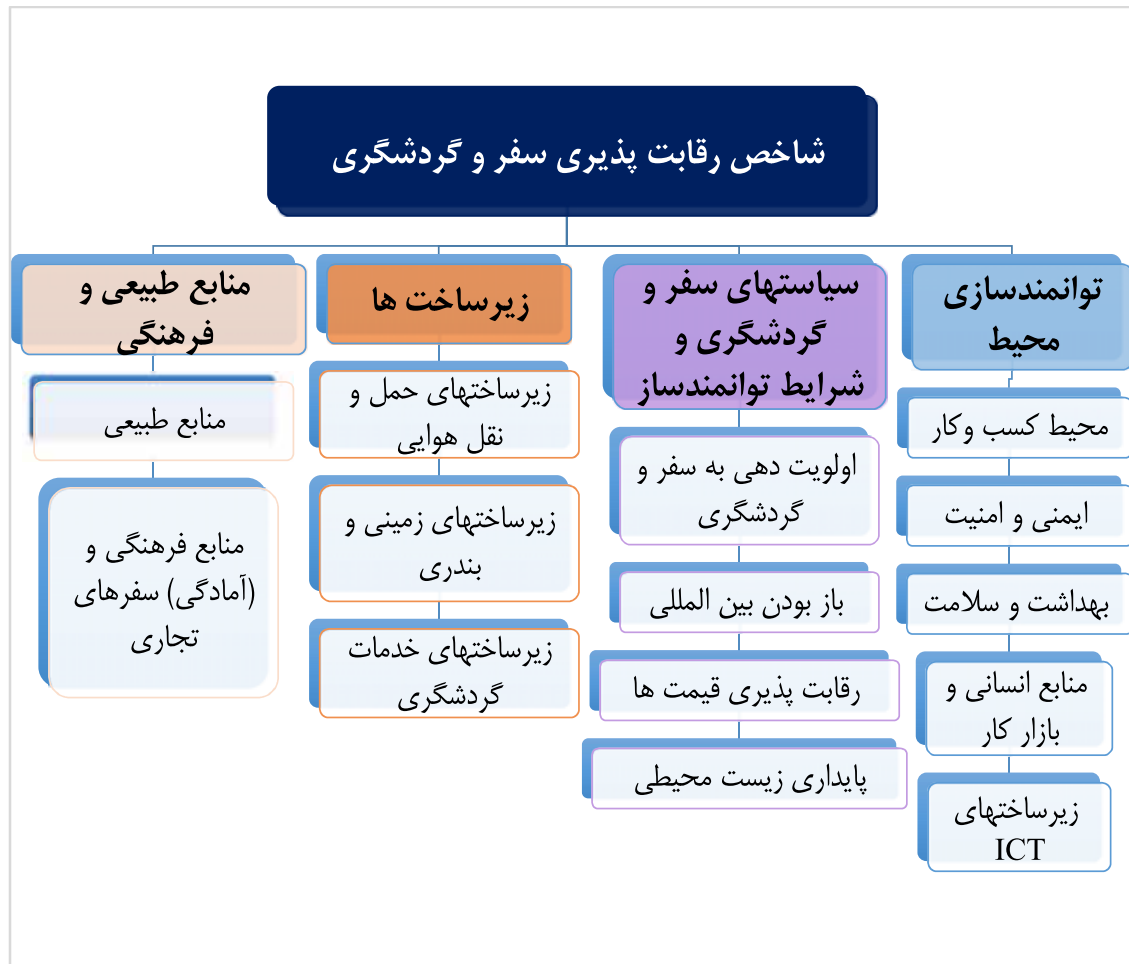 شاخص رقابت پذیری سفر و گردشگری
توانمندسازی
محیط
محیط کسب وکار
ایمنی و امنیت
بهداشت و سلامت
منابع انسانی و
بازار کار
زیرساختهای
ICT
سیاستهای سفر و
گردشگری و
شرایط توانمندساز
اولویت دهی به سفر و
گردشگری
باز بودن بین المللی
رقابت پذیری قیمت ها
پایداری زیست محیطی
زیرساخت ها
زیرساختهای حمل و
نقل هوایی
زیرساختهای زمینی و
بندری
زیرساختهای خدمات
گردشگری
منابع طبیعی و
فرهنگی
منابع طبیعی
منابع فرهنگی و
(آمادگی) سفرهای
تجاری